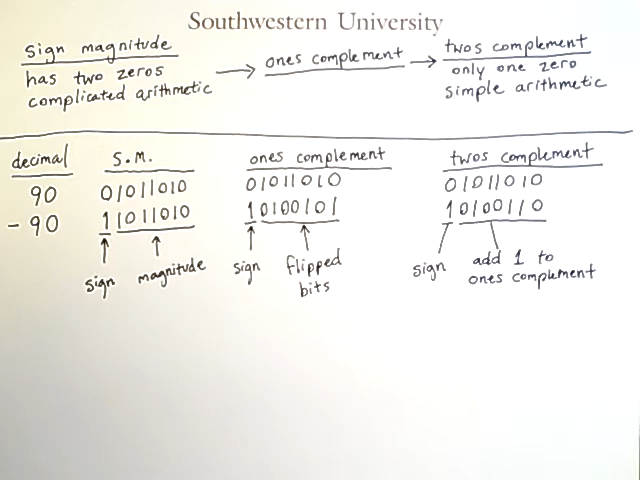 Southwestern University
sign magnitude → ones complement → twos complement
has two zeros
only one zero
complicated arithmetic
simple arithmetic
decimal S.M. ones complement twos complement
90 01011010 01011010 01011010
-90 11011010 10100101 10100110
sign magnitude sign flipped bits sign add 1 to ones complement